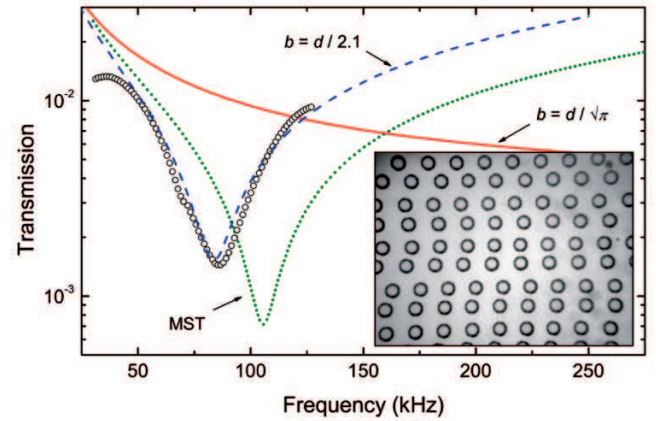 b = d / 2.1
10⁻²
b = d / √π
Transmission
10⁻³
MST
50 100 150 200 250
Frequency (kHz)